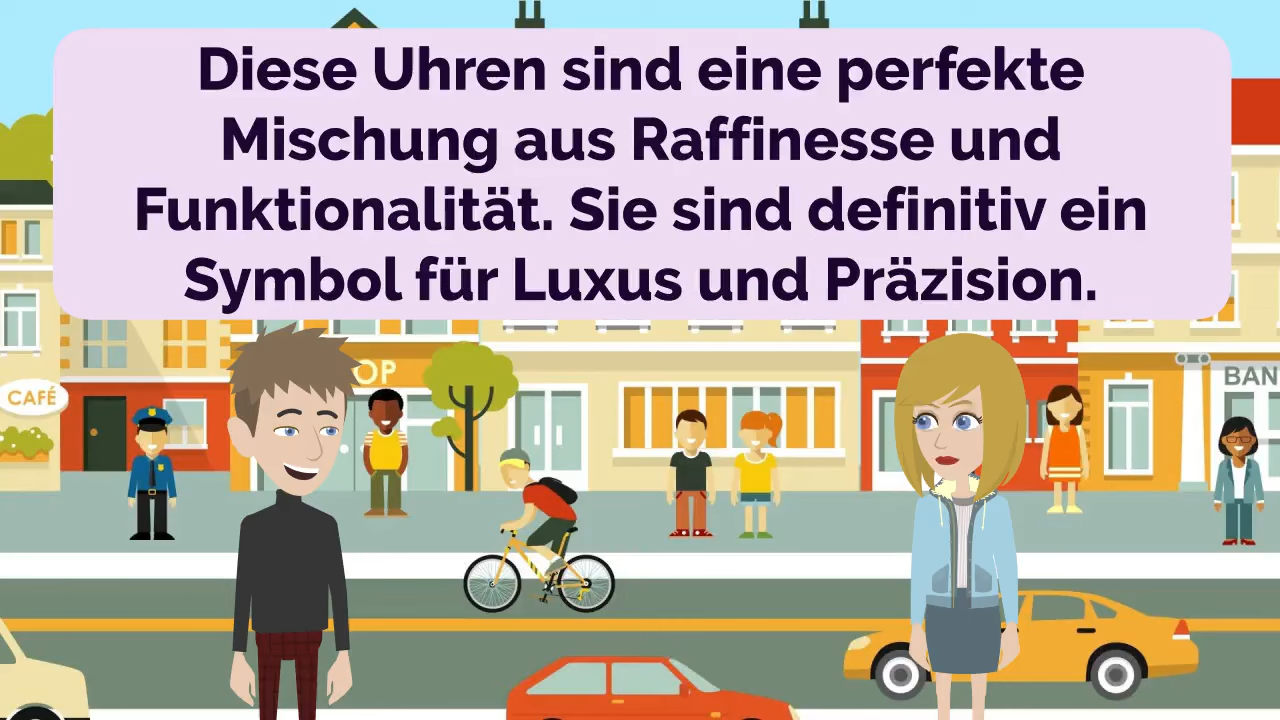 Diese Uhren sind eine perfekte
Mischung aus Raffinesse und
Funktionalität. Sie sind definitiv ein
Symbol für Luxus und Präzision.
OP
CAFÉ
BAN